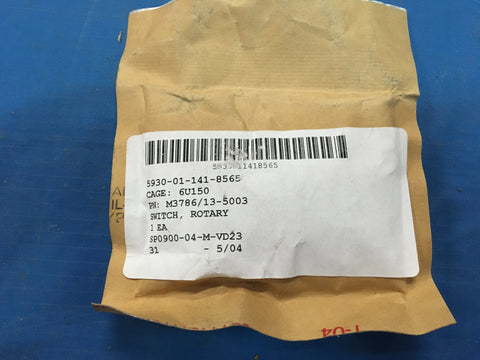 5930-01-141-8565
CAGE: 6U150
PN: M3786/13-5003
SWITCH, ROTARY
1 EA
SP0900-04-M-VD23
31 - 5/04